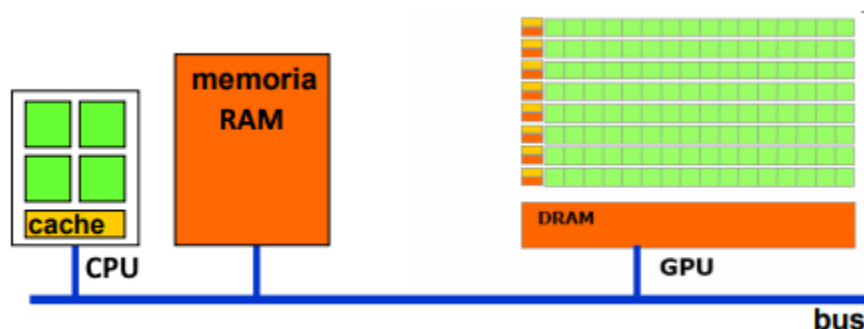 memoria
RAM
cache
CPU
DRAM
GPU
bus